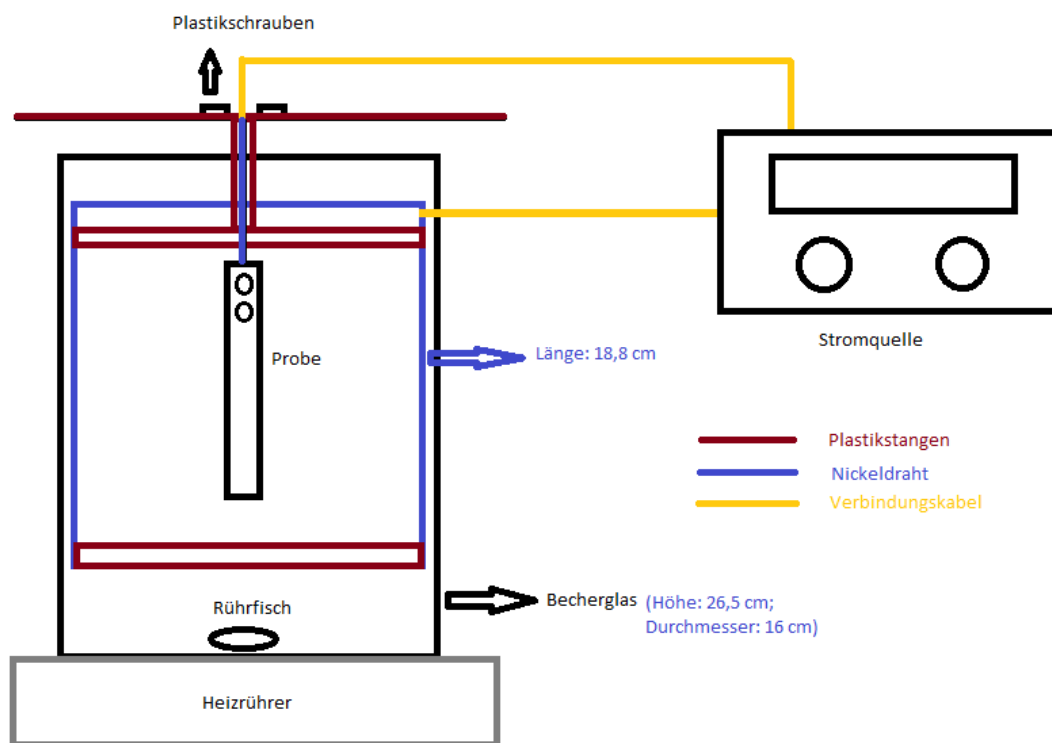 Plastikschrauben
Stromquelle
Probe
Länge: 18,8 cm
Plastikstangen
Nickeldraht
Verbindungskabel
Becherglas (Höhe: 26,5 cm;
Durchmesser: 16 cm)
Rührfisch
Heizrührer